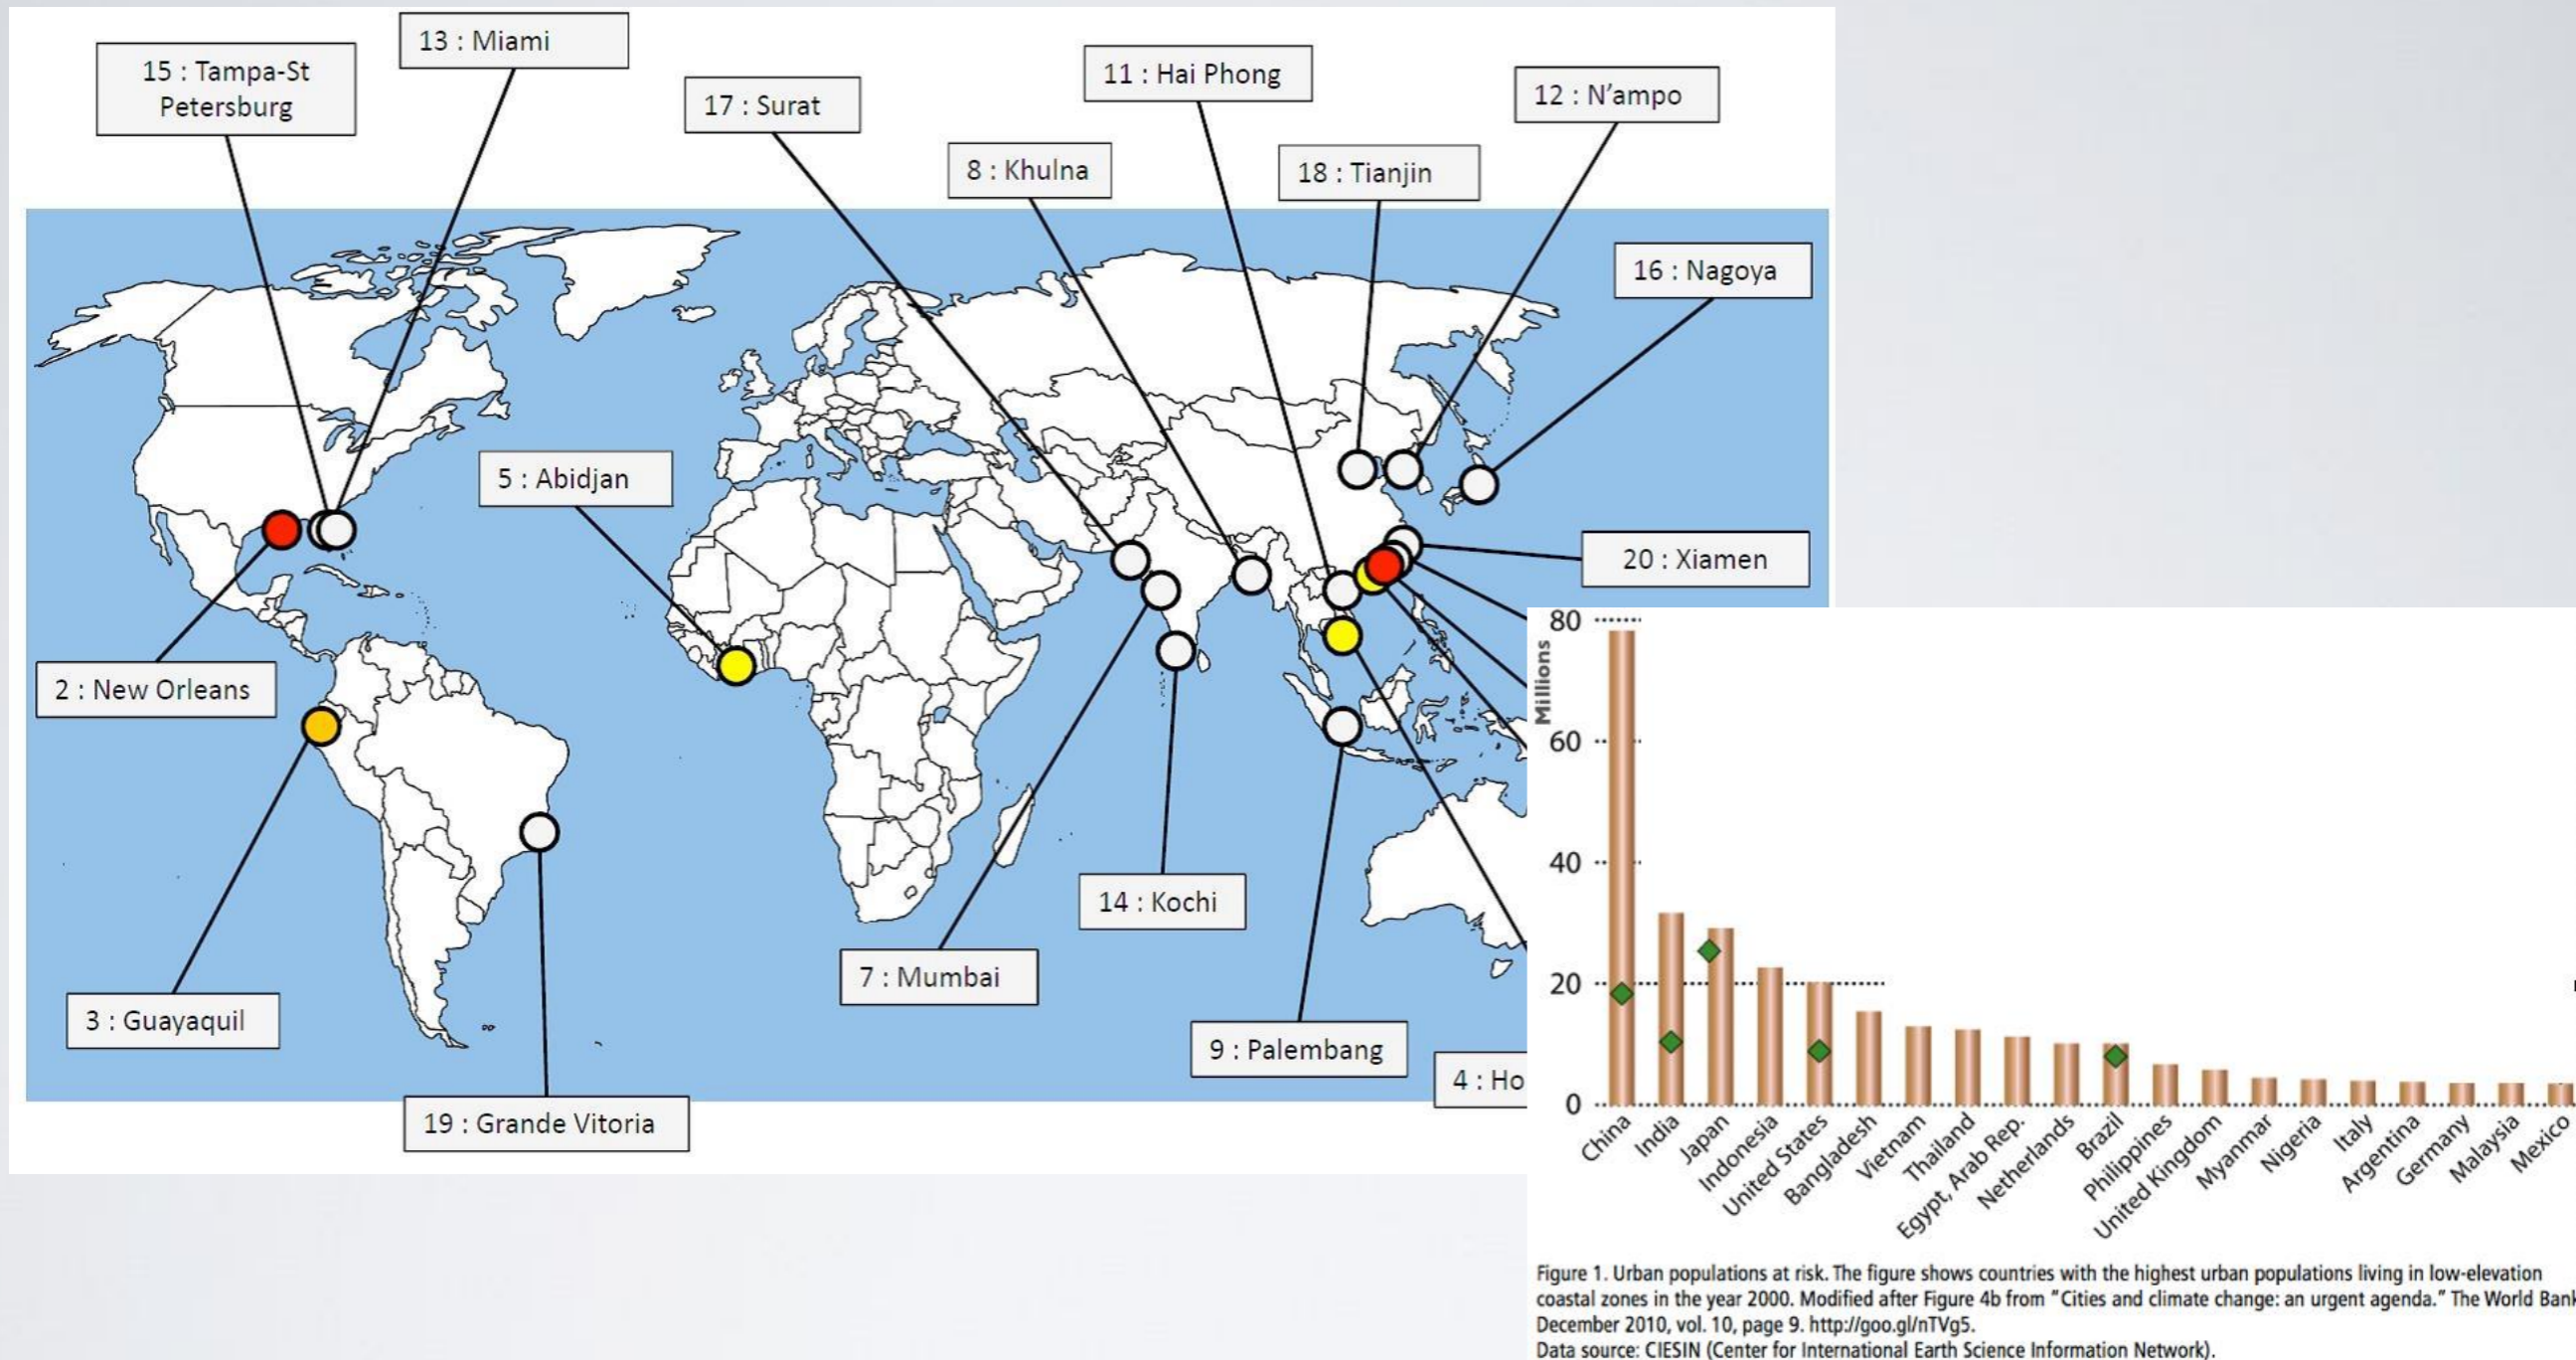 13 : Miami
15 : Tampa-St
Petersburg
11 : Hai Phong
12 : N'ampo
17 : Surat
8 : Khulna
18 : Tianjin
16 : Nagoya
5 : Abidjan
20 : Xiamen
2 : New Orleans
14 : Kochi
7 : Mumbai
3 : Guayaquil
9 : Palembang
4 : Ho
19 : Grande Vitoria
Millions
80
60
40
20
0
China
India
Japan
Indonesia
United States
Bangladesh
Vietnam
Thailand
Egypt, Arab Rep.
Netherlands
Brazil
Philippines
United Kingdom
Myanmar
Nigeria
Italy
Argentina
Germany
Malaysia
Mexico
Figure 1. Urban populations at risk. The figure shows countries with the highest urban populations living in low-elevation
coastal zones in the year 2000. Modified after Figure 4b from "Cities and climate change: an urgent agenda." The World Bank
December 2010, vol. 10, page 9. http://goo.gl/nTVg5.
Data source: CIESIN (Center for International Earth Science Information Network).